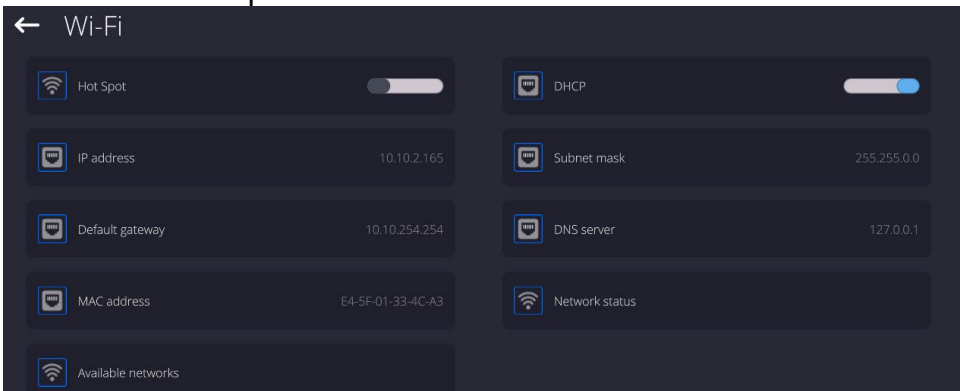 Wi-Fi
Hot Spot
DHCP
IP address 10.10.2.165
Subnet mask 255.255.0.0
Default gateway 10.10.254.254
DNS server 127.0.0.1
MAC address E4-5F-01-33-4C-A3
Network status
Available networks